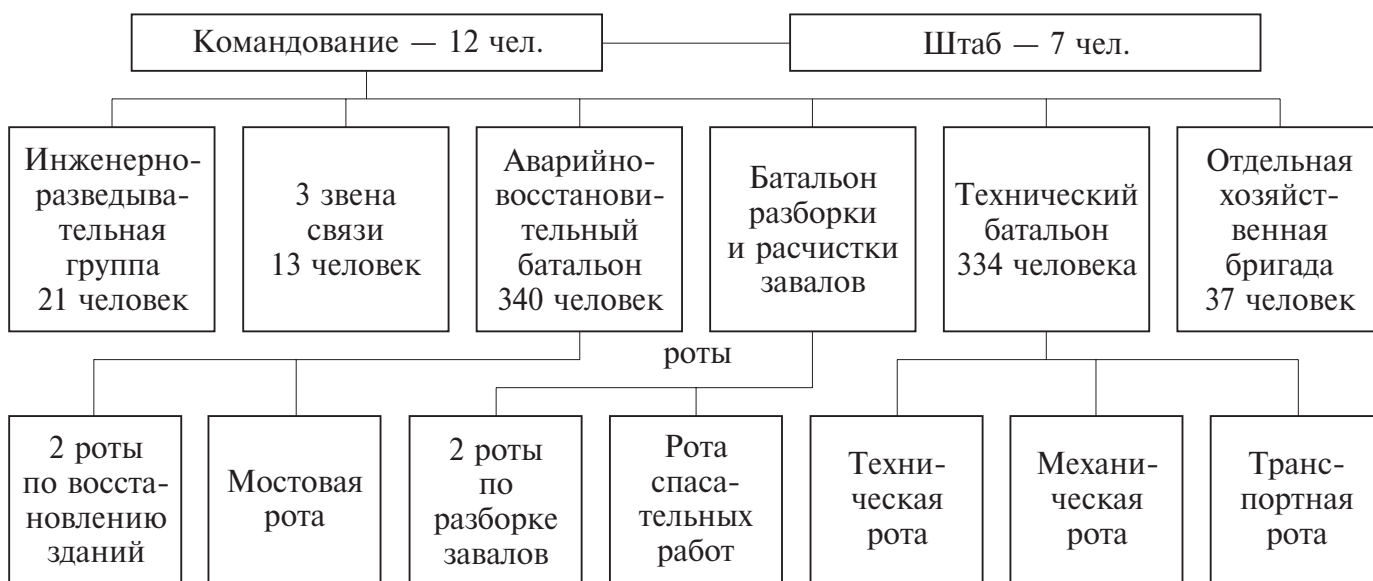 Командование — 12 чел.
Штаб — 7 чел.
Инженерно-
разведыва-
тельная
группа
21 человек
3 звена
связи
13 человек
Аварийно-
восстанови-
тельный
батальон
340 человек
Батальон
разборки
и расчистки
завалов
Технический
батальон
334 человека
Отдельная
хозяйст-
венная
бригада
37 человек
роты
2 роты
по восста-
новлению
зданий
Мостовая
рота
2 роты
по
разборке
завалов
Рота
спаса-
тельных
работ
Техни-
ческая
рота
Механи-
ческая
рота
Транс-
портная
рота